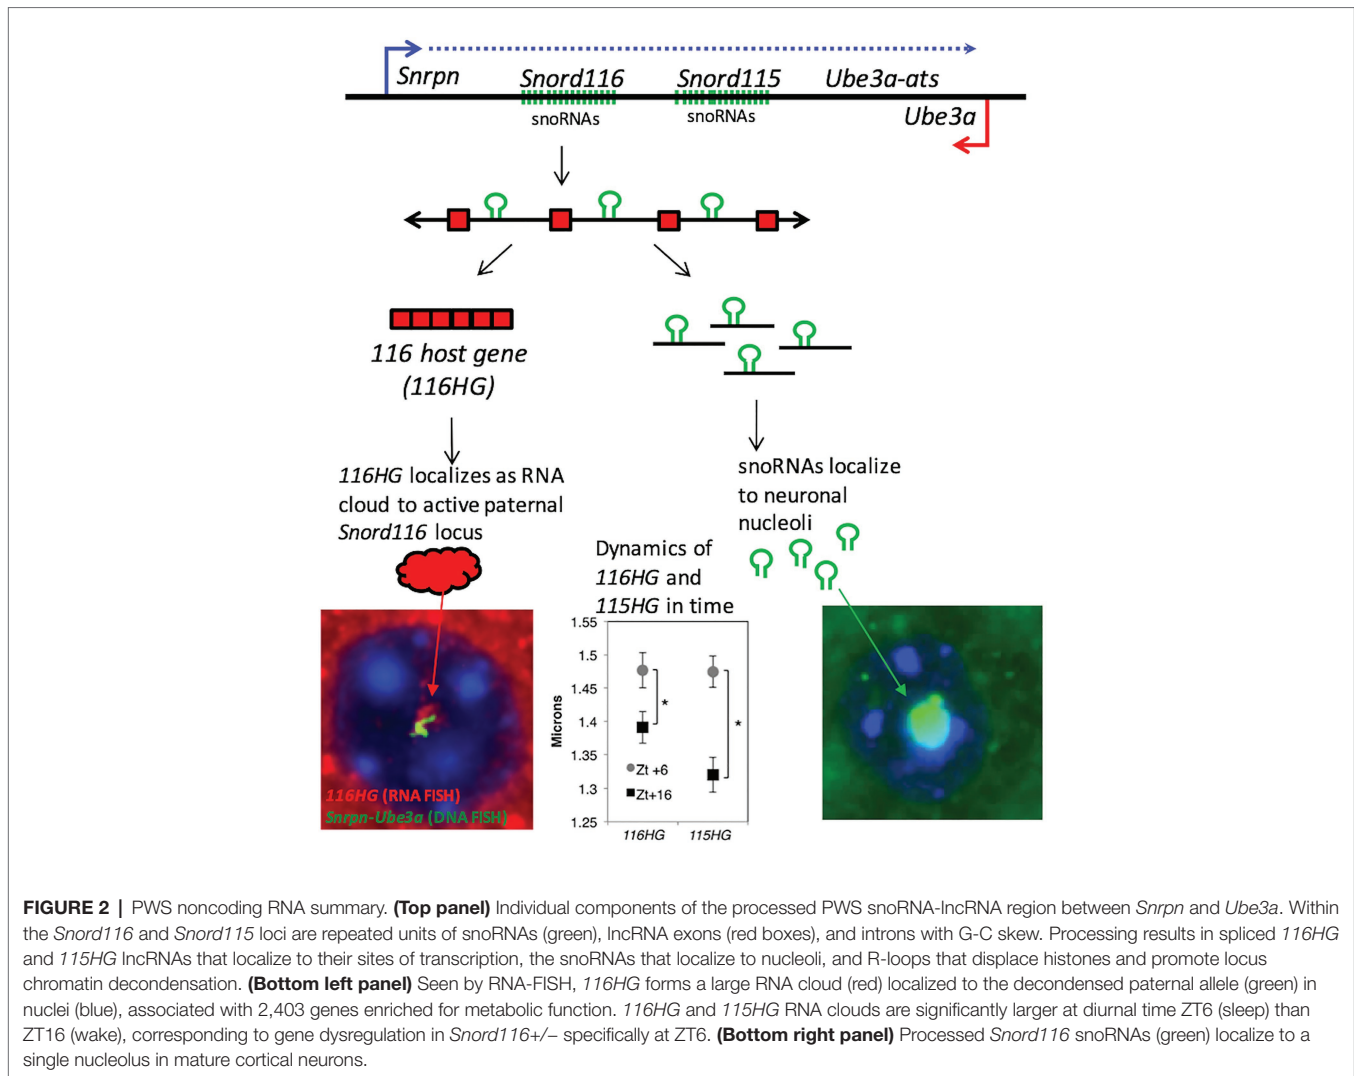 Snrpn
Snord116
Snord115
Ube3a-ats
snoRNAs
snoRNAs
Ube3a
116 host gene
(116HG)
116HG localizes as RNA
cloud to active paternal
Snord116 locus
snoRNAs localize
to neuronal
nucleoli
Dynamics of
116HG and
115HG in time
1.55
1.5
1.45
1.4
1.35
1.3
1.25
Microns
*
*
Zt +6
Zt+16
116HG
115HG
116HG (RNA FISH)
Snrpn-Ube3a (DNA FISH)
FIGURE 2 | PWS noncoding RNA summary. (Top panel) Individual components of the processed PWS snoRNA-lncRNA region between Snrpn and Ube3a. Within
the Snord116 and Snord115 loci are repeated units of snoRNAs (green), lncRNA exons (red boxes), and introns with G-C skew. Processing results in spliced 116HG
and 115HG lncRNAs that localize to their sites of transcription, the snoRNAs that localize to nucleoli, and R-loops that displace histones and promote locus
chromatin decondensation. (Bottom left panel) Seen by RNA-FISH, 116HG forms a large RNA cloud (red) localized to the decondensed paternal allele (green) in
nuclei (blue), associated with 2,403 genes enriched for metabolic function. 116HG and 115HG RNA clouds are significantly larger at diurnal time ZT6 (sleep) than
ZT16 (wake), corresponding to gene dysregulation in Snord116+/− specifically at ZT6. (Bottom right panel) Processed Snord116 snoRNAs (green) localize to a
single nucleolus in mature cortical neurons.